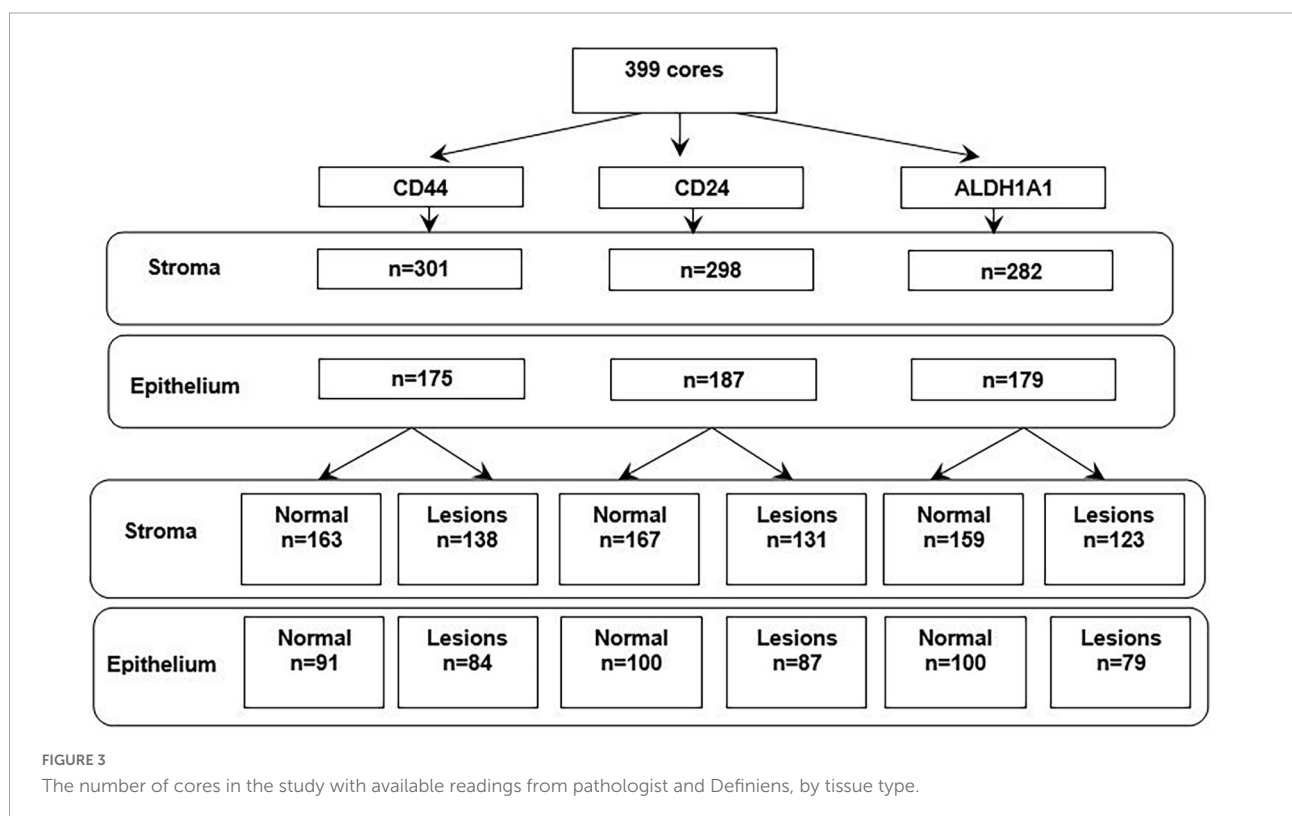 399 cores
CD44
CD24
ALDH1A1
Stroma
n=301
n=298
n=282
Epithelium
n=175
n=187
n=179
Stroma
Normal
n=163
Lesions
n=138
Normal
n=167
Lesions
n=131
Normal
n=159
Lesions
n=123
Epithelium
Normal
n=91
Lesions
n=84
Normal
n=100
Lesions
n=87
Normal
n=100
Lesions
n=79
FIGURE 3
The number of cores in the study with available readings from pathologist and Definiens, by tissue type.